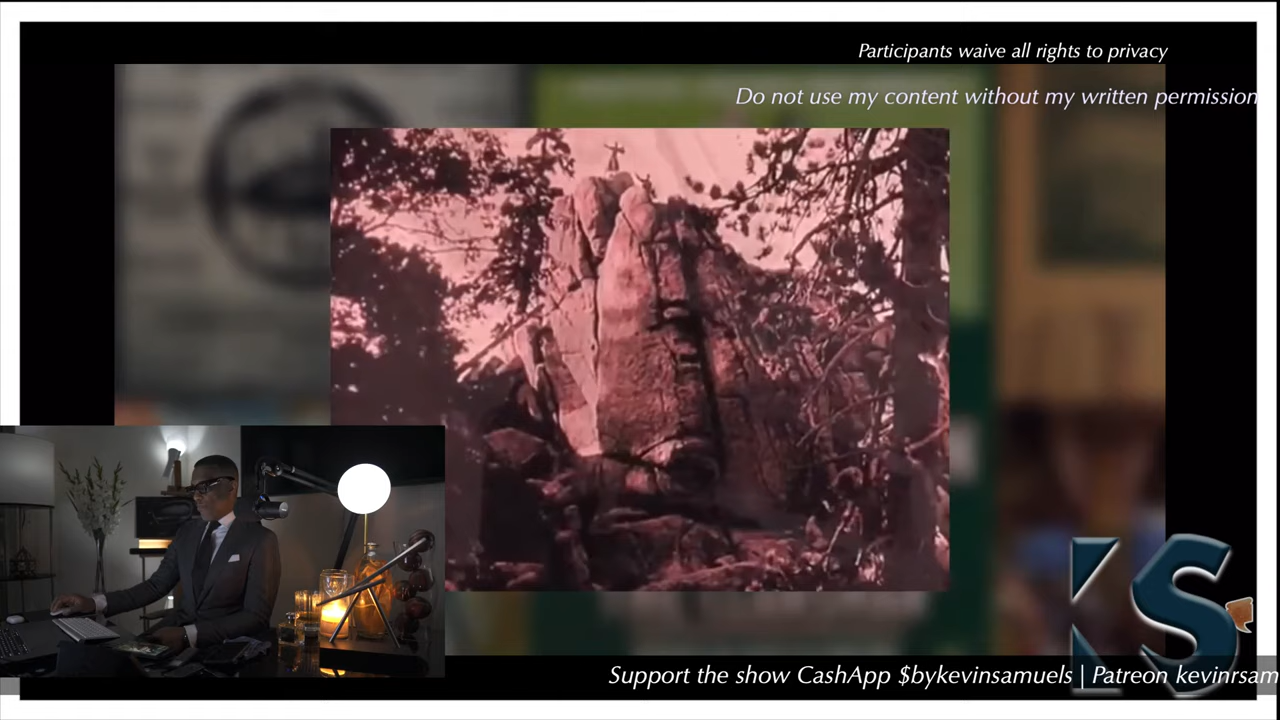 Participants waive all rights to privacy
Do not use my content without my written permission
KS
Support the show CashApp $bykevinsamuels | Patreon kevinrsam